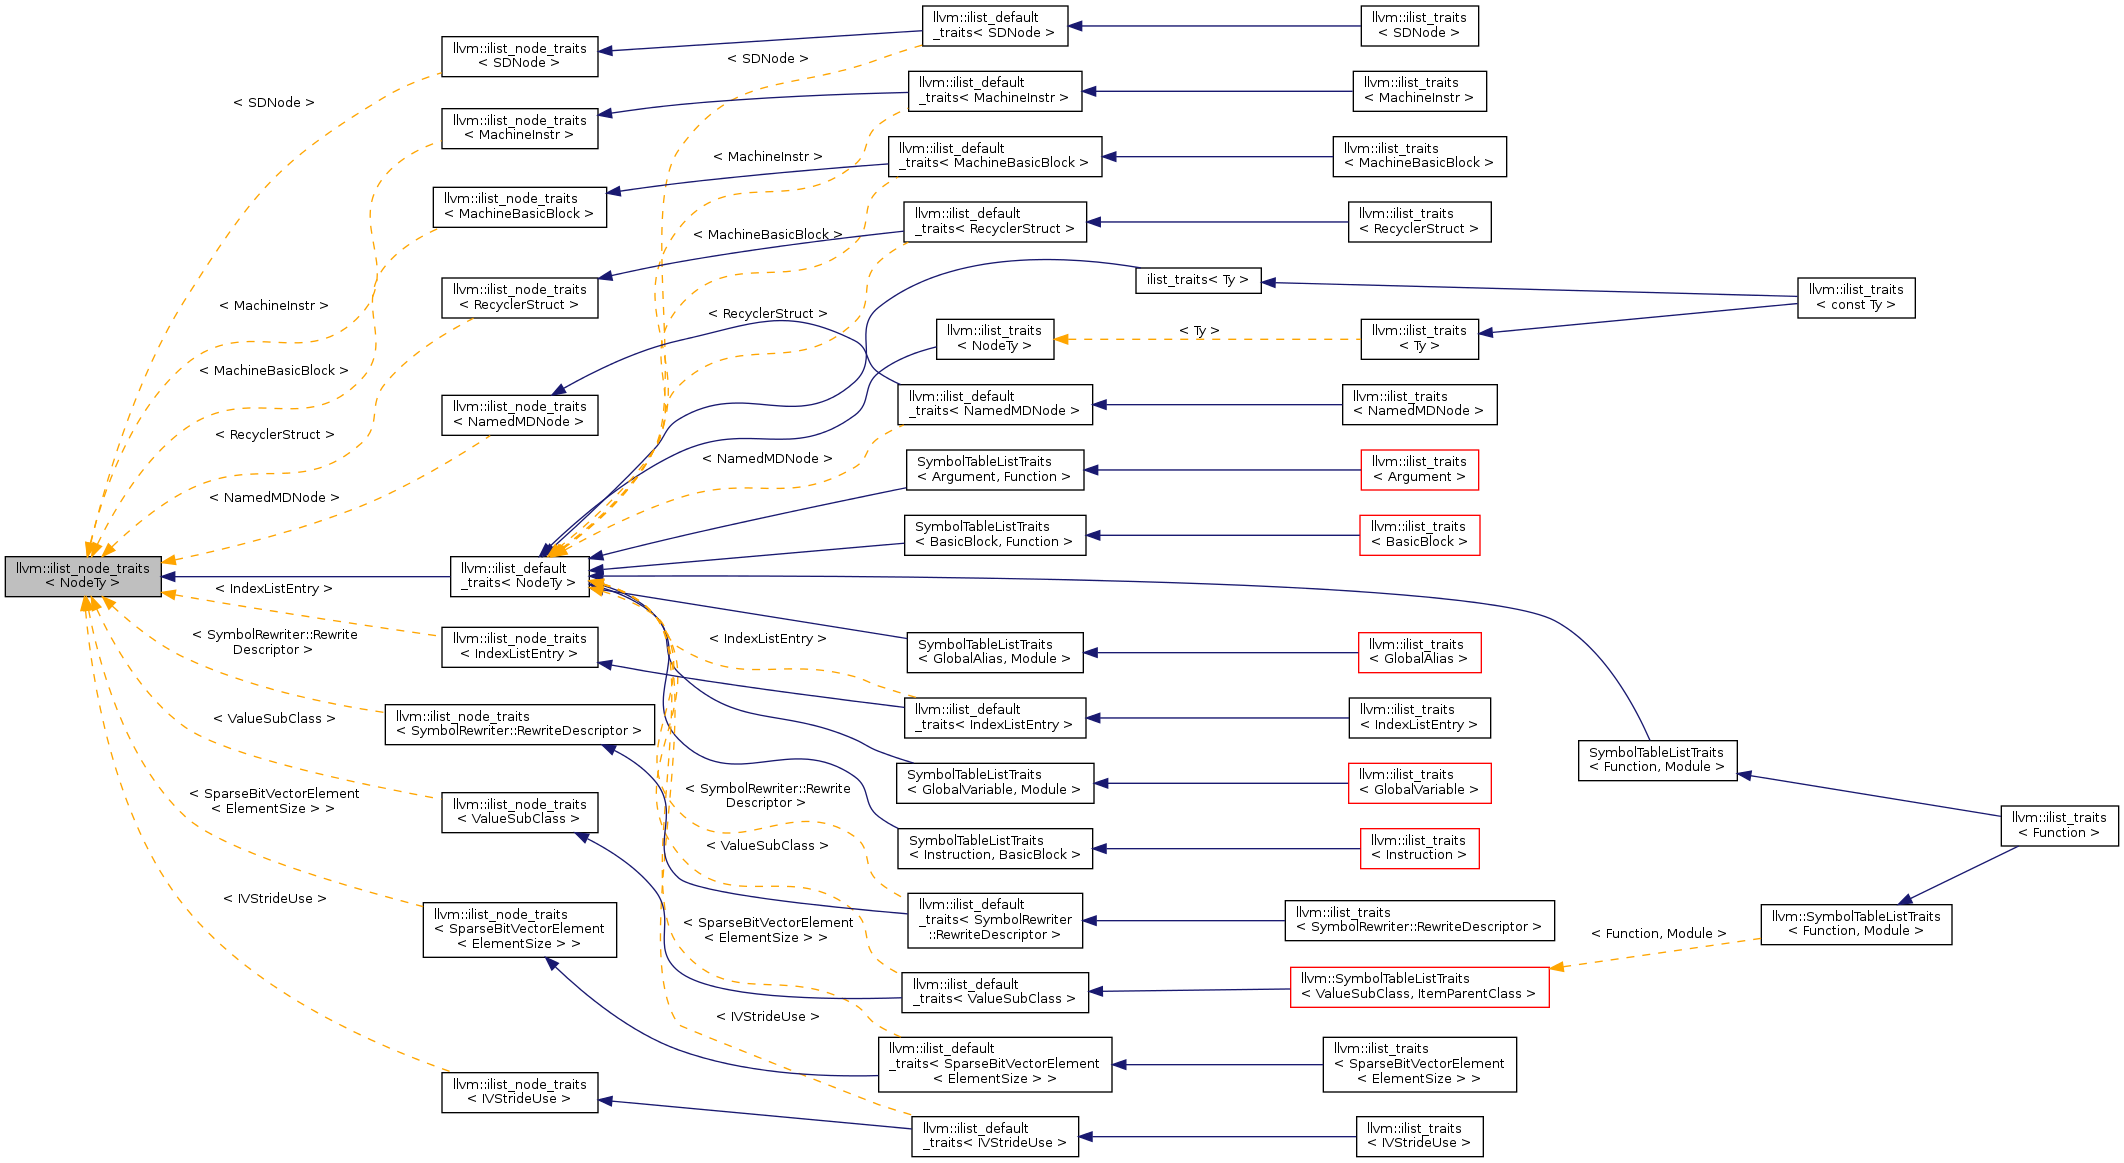 llvm::ilist_node_traits
< NodeTy >
< SDNode >
< MachineInstr >
< MachineBasicBlock >
< RecyclerStruct >
< NamedMDNode >
< IndexListEntry >
< SymbolRewriter::Rewrite
Descriptor >
< ValueSubClass >
< SparseBitVectorElement
< ElementSize > >
< IVStrideUse >
llvm::ilist_node_traits
< SDNode >
llvm::ilist_node_traits
< MachineInstr >
llvm::ilist_node_traits
< MachineBasicBlock >
llvm::ilist_node_traits
< RecyclerStruct >
llvm::ilist_node_traits
< NamedMDNode >
llvm::ilist_default
_traits< NodeTy >
llvm::ilist_node_traits
< IndexListEntry >
llvm::ilist_node_traits
< SymbolRewriter::RewriteDescriptor >
llvm::ilist_node_traits
< ValueSubClass >
llvm::ilist_node_traits
< SparseBitVectorElement
< ElementSize > >
llvm::ilist_node_traits
< IVStrideUse >
< SDNode >
< MachineInstr >
< MachineBasicBlock >
< RecyclerStruct >
< NamedMDNode >
< IndexListEntry >
< SymbolRewriter::Rewrite
Descriptor >
< ValueSubClass >
< SparseBitVectorElement
< ElementSize > >
< IVStrideUse >
llvm::ilist_default
_traits< SDNode >
llvm::ilist_default
_traits< MachineInstr >
llvm::ilist_default
_traits< MachineBasicBlock >
llvm::ilist_default
_traits< RecyclerStruct >
ilist_traits< Ty >
llvm::ilist_traits
< NodeTy >
llvm::ilist_default
_traits< NamedMDNode >
SymbolTableListTraits
< Argument, Function >
SymbolTableListTraits
< BasicBlock, Function >
SymbolTableListTraits
< GlobalAlias, Module >
llvm::ilist_default
_traits< IndexListEntry >
SymbolTableListTraits
< GlobalVariable, Module >
SymbolTableListTraits
< Instruction, BasicBlock >
llvm::ilist_default
_traits< SymbolRewriter
::RewriteDescriptor >
llvm::ilist_default
_traits< ValueSubClass >
llvm::ilist_default
_traits< SparseBitVectorElement
< ElementSize > >
llvm::ilist_default
_traits< IVStrideUse >
< Ty >
llvm::ilist_traits
< SDNode >
llvm::ilist_traits
< MachineInstr >
llvm::ilist_traits
< MachineBasicBlock >
llvm::ilist_traits
< RecyclerStruct >
llvm::ilist_traits
< Ty >
llvm::ilist_traits
< NamedMDNode >
llvm::ilist_traits
< Argument >
llvm::ilist_traits
< BasicBlock >
llvm::ilist_traits
< GlobalAlias >
llvm::ilist_traits
< IndexListEntry >
llvm::ilist_traits
< GlobalVariable >
llvm::ilist_traits
< Instruction >
llvm::ilist_traits
< SymbolRewriter::RewriteDescriptor >
llvm::SymbolTableListTraits
< ValueSubClass, ItemParentClass >
llvm::ilist_traits
< SparseBitVectorElement
< ElementSize > >
llvm::ilist_traits
< IVStrideUse >
llvm::ilist_traits
< const Ty >
SymbolTableListTraits
< Function, Module >
< Function, Module >
llvm::SymbolTableListTraits
< Function, Module >
llvm::ilist_traits
< Function >